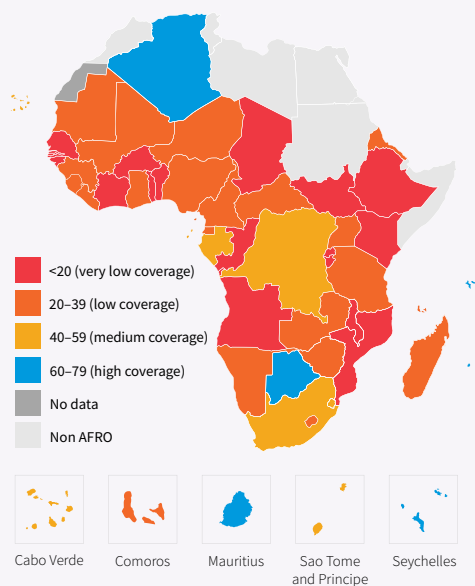 <20 (very low coverage)
20–39 (low coverage)
40–59 (medium coverage)
60–79 (high coverage)
No data
Non AFRO
Cabo Verde
Comoros
Mauritius
Sao Tome
and Principe
Seychelles